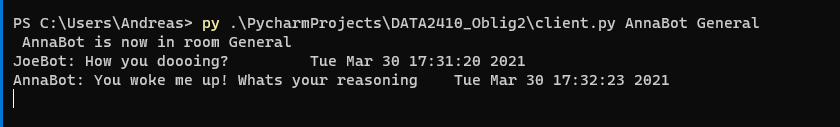 PS C:\Users\Andreas> py .\PycharmProjects\DATA2410_Oblig2\client.py AnnaBot General
AnnaBot is now in room General
JoeBot: How you doooing? Tue Mar 30 17:31:20 2021
AnnaBot: You woke me up! Whats your reasoning Tue Mar 30 17:32:23 2021